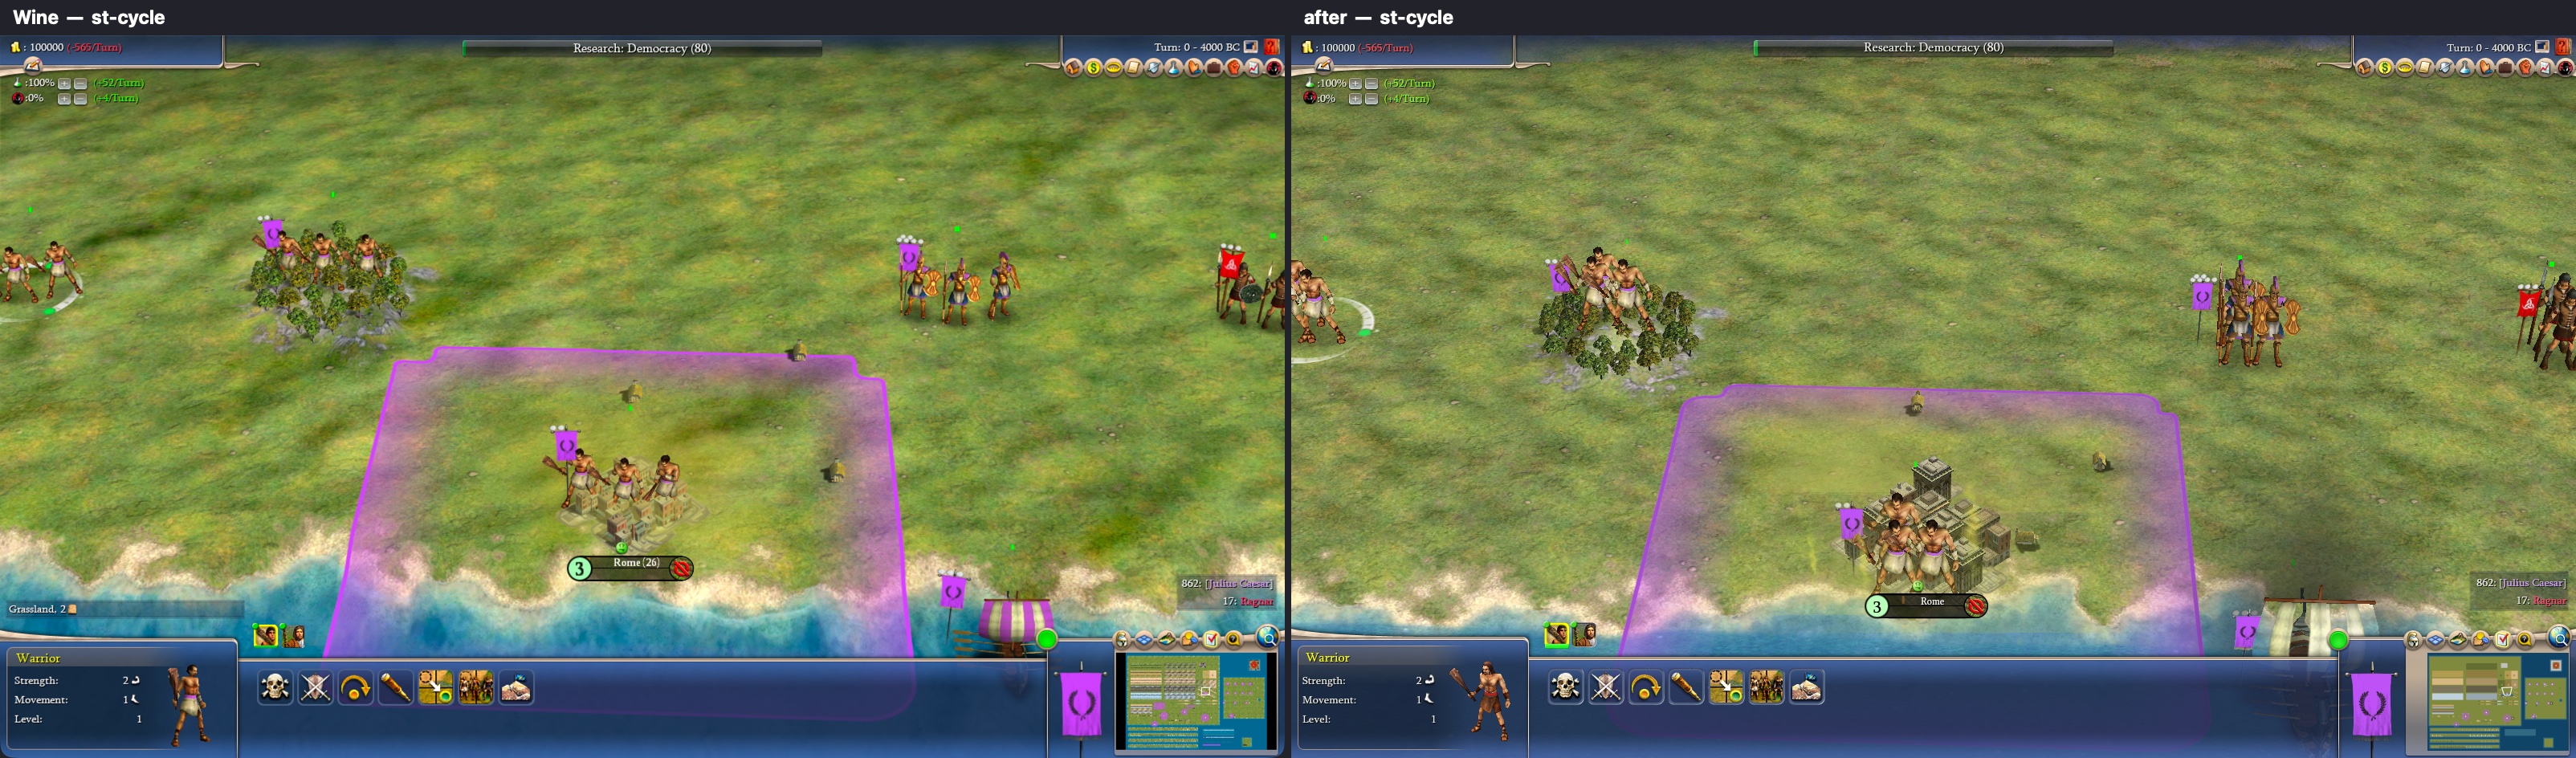 Wine — st-cycle
: 100000 (-565/Turn)
Research: Democracy (80)
Turn: 0 - 4000 BC
:100% (+52/Turn)
:0% (+4/Turn)
3 Rome (26)
862: [Julius Caesar]
17: Ragnar
Grassland, 2
Warrior
Strength: 2
Movement: 1
Level: 1
after — st-cycle
: 100000 (-565/Turn)
Research: Democracy (80)
Turn: 0 - 4000 BC
:100% (+52/Turn)
:0% (+4/Turn)
3 Rome
862: [Julius Caesar]
17: Ragnar
Warrior
Strength: 2
Movement: 1
Level: 1